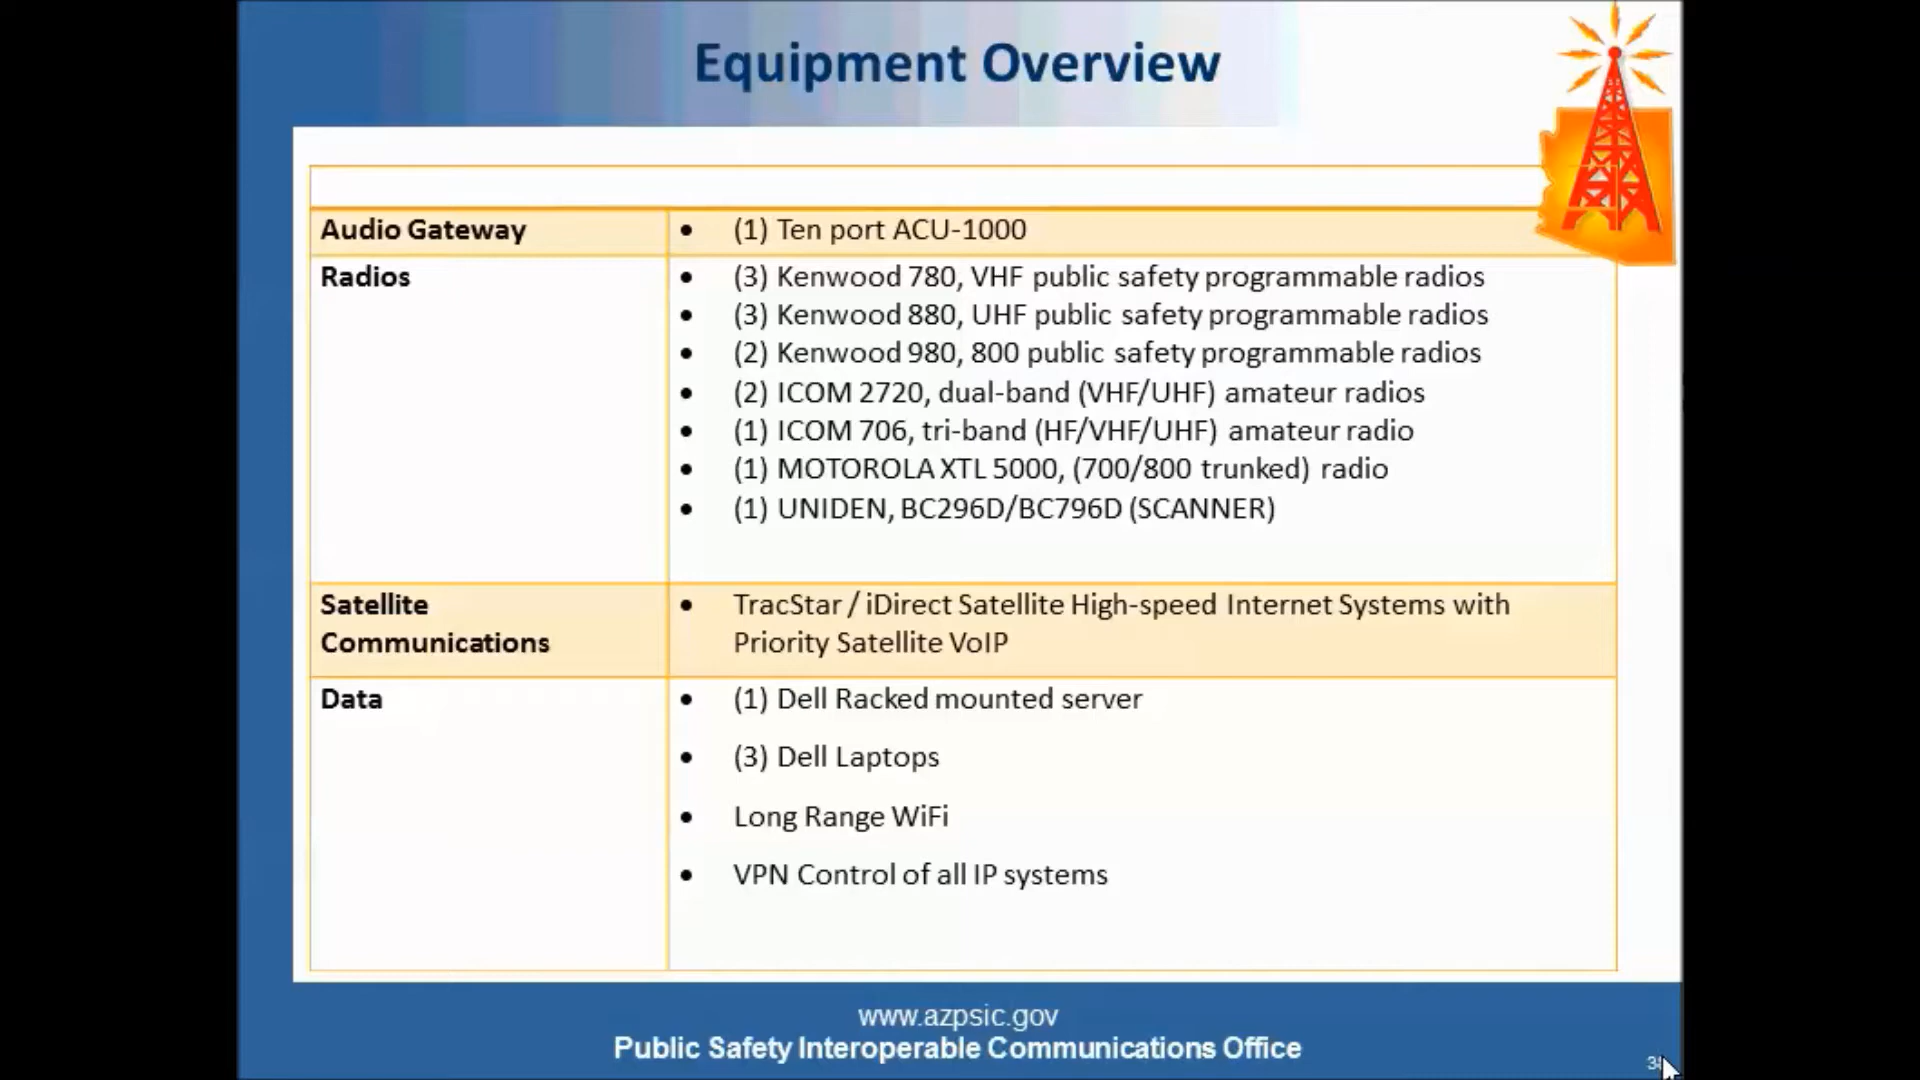 Equipment Overview
Audio Gateway
• (1) Ten port ACU-1000
Radios
• (3) Kenwood 780, VHF public safety programmable radios
• (3) Kenwood 880, UHF public safety programmable radios
• (2) Kenwood 980, 800 public safety programmable radios
• (2) ICOM 2720, dual-band (VHF/UHF) amateur radios
• (1) ICOM 706, tri-band (HF/VHF/UHF) amateur radio
• (1) MOTOROLA XTL 5000, (700/800 trunked) radio
• (1) UNIDEN, BC296D/BC796D (SCANNER)
Satellite
Communications
• TracStar / iDirect Satellite High-speed Internet Systems with
Priority Satellite VoIP
Data
• (1) Dell Racked mounted server
• (3) Dell Laptops
• Long Range WiFi
• VPN Control of all IP systems
www.azpsic.gov
Public Safety Interoperable Communications Office